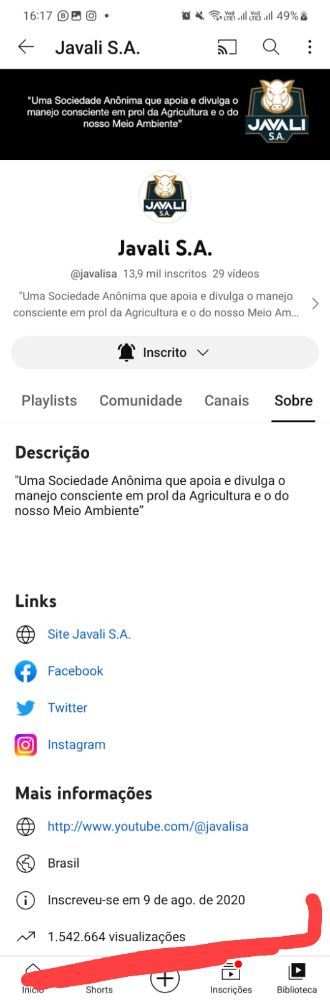 16:17 49%
Javali S.A.
"Uma Sociedade Anônima que apoia e divulga o
manejo consciente em prol da Agricultura e o do
nosso Meio Ambiente"
JAVALI
S.A.
JAVALI
S.A.
Javali S.A.
@javalisa 13,9 mil inscritos 29 vídeos
"Uma Sociedade Anônima que apoia e divulga o manejo
consciente em prol da Agricultura e o do nosso Meio Am...
Inscrito
Playlists Comunidade Canais Sobre
Descrição
"Uma Sociedade Anônima que apoia e divulga o
manejo consciente em prol da Agricultura e o do
nosso Meio Ambiente”
Links
Site Javali S.A.
Facebook
Twitter
Instagram
Mais informações
http://www.youtube.com/@javalisa
Brasil
Inscreveu-se em 9 de ago. de 2020
1.542.664 visualizações
Início Shorts Inscrições Biblioteca